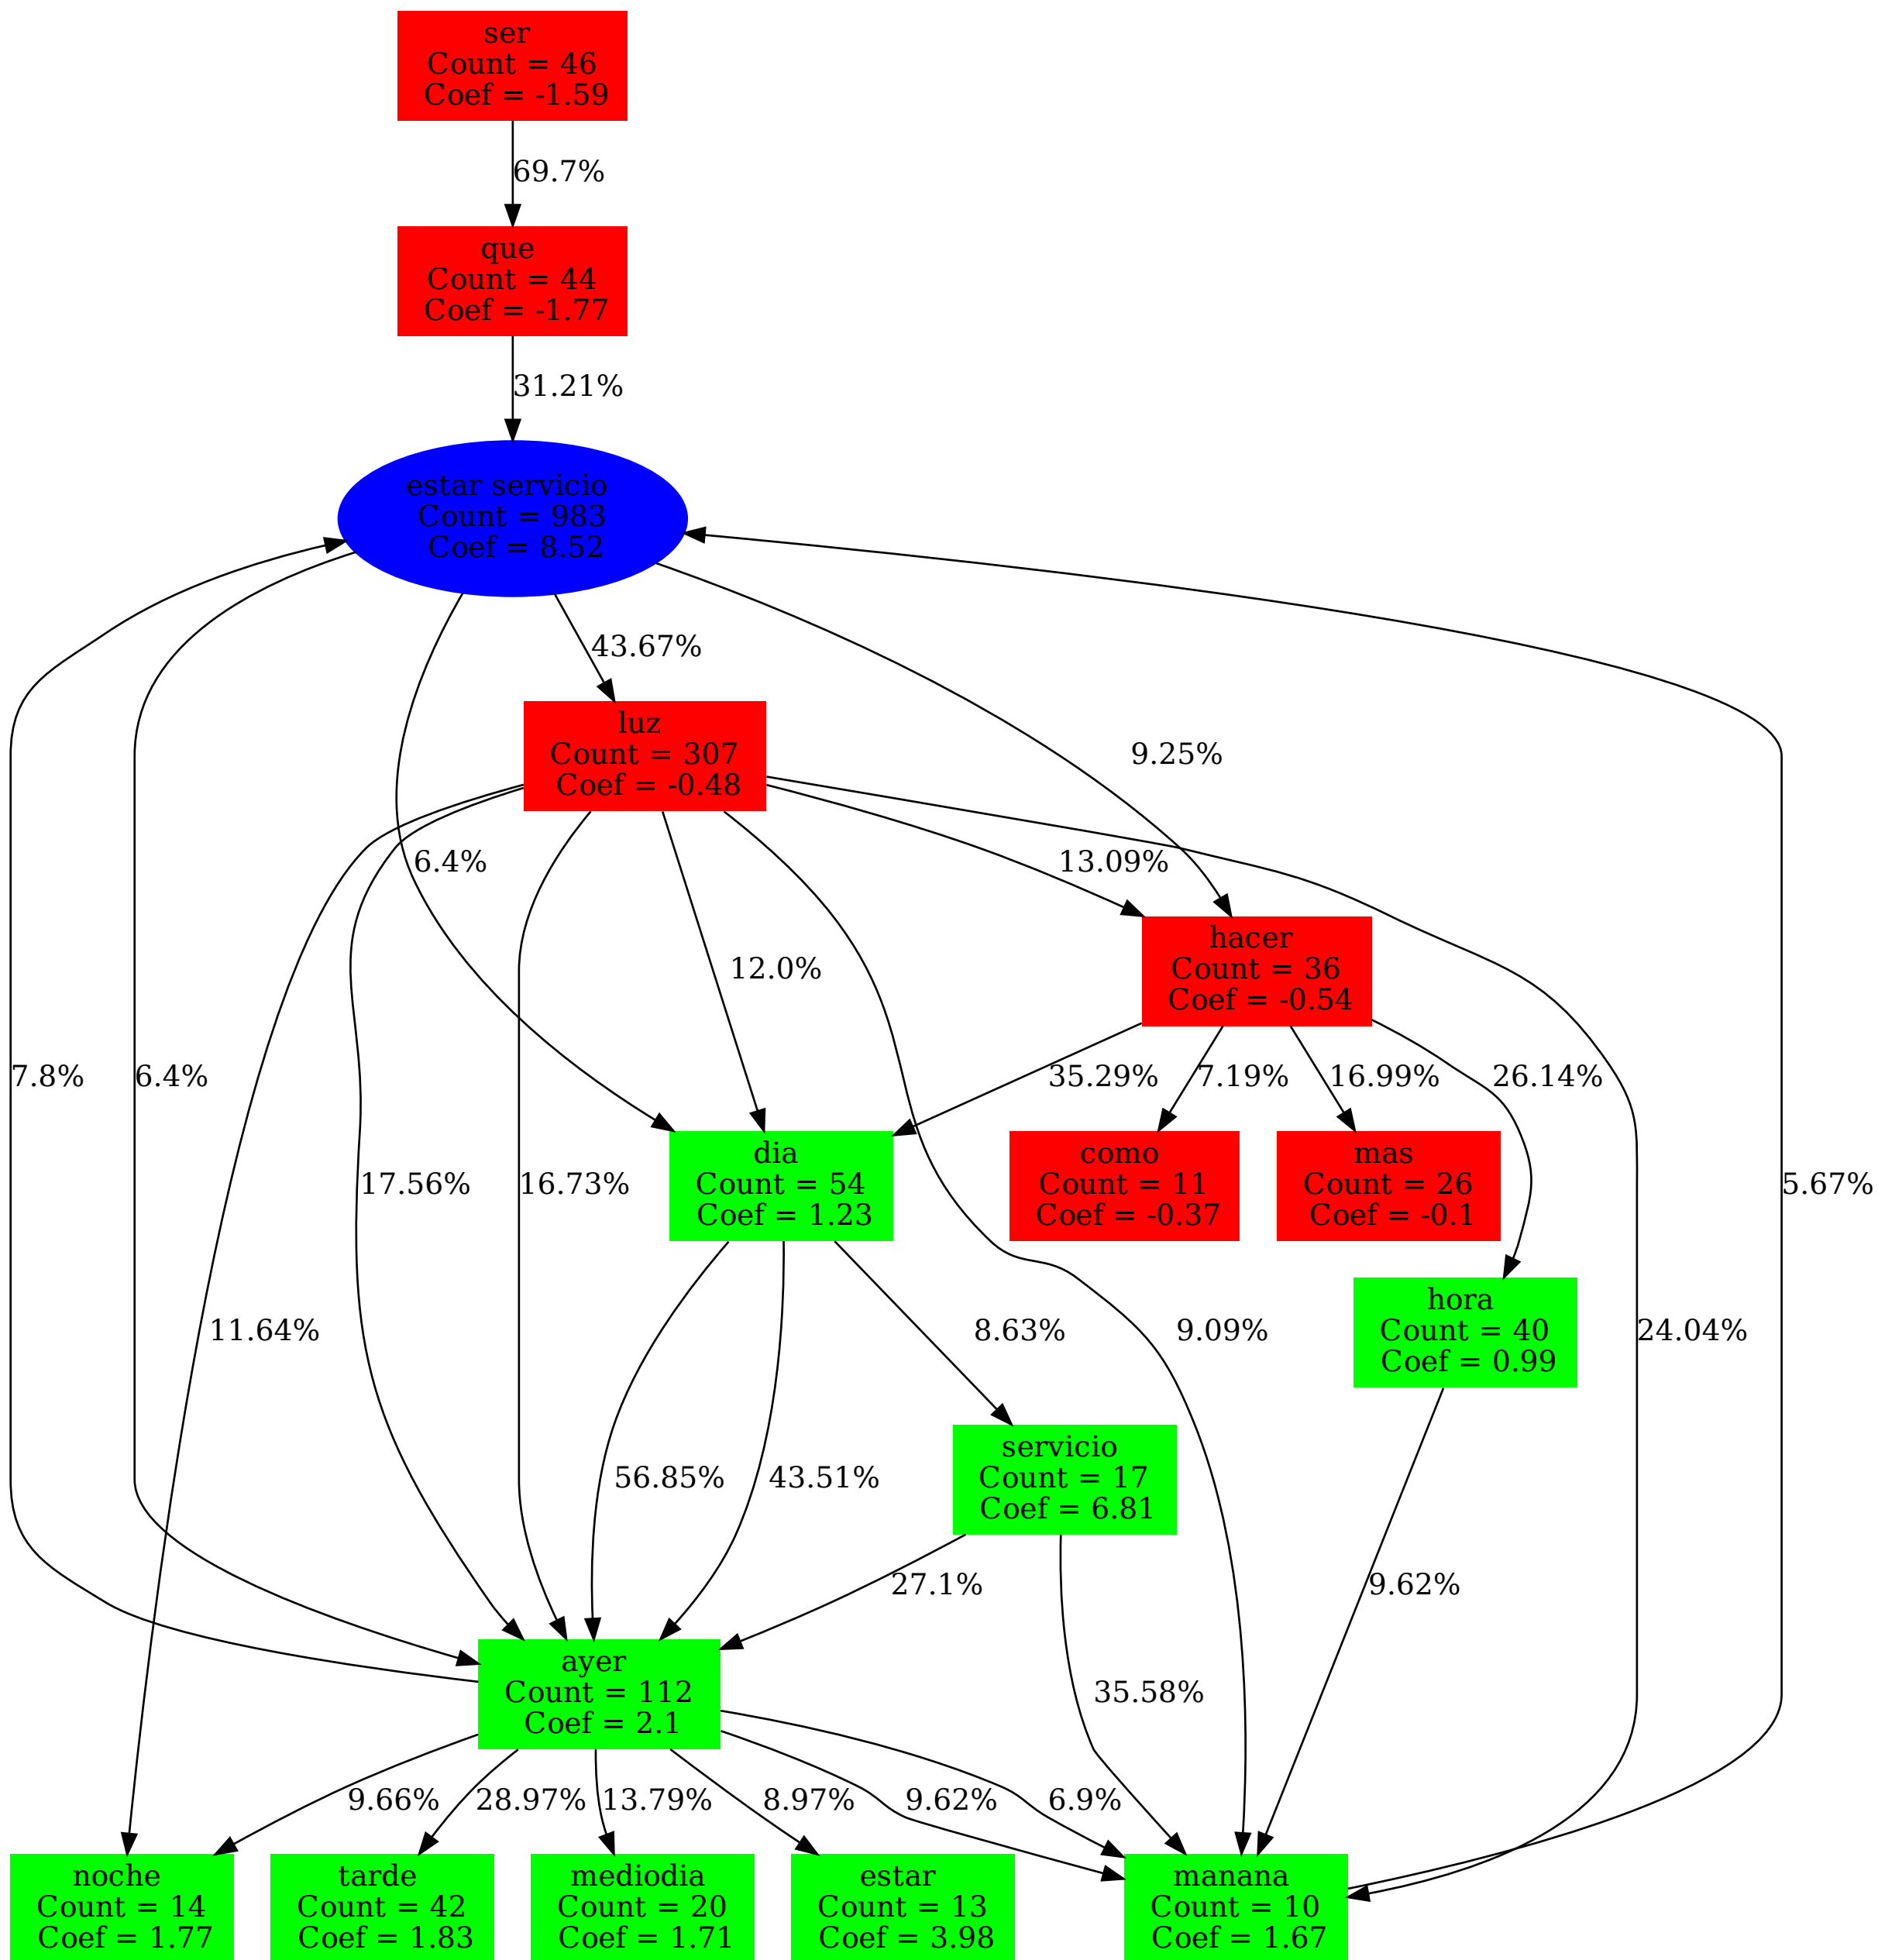 ser
Count = 46
Coef = -1.59
69.7%
que
Count = 44
Coef = -1.77
31.21%
estar servicio
Count = 983
Coef = 8.52
43.67%
luz
Count = 307
Coef = -0.48
9.25%
6.4%
13.09%
hacer
Count = 36
Coef = -0.54
12.0%
7.8%
6.4%
35.29%
7.19%
16.99%
26.14%
dia
Count = 54
Coef = 1.23
como
Count = 11
Coef = -0.37
mas
Count = 26
Coef = -0.1
17.56%
16.73%
5.67%
hora
Count = 40
Coef = 0.99
11.64%
8.63%
9.09%
24.04%
servicio
Count = 17
Coef = 6.81
56.85%
43.51%
27.1%
9.62%
ayer
Count = 112
Coef = 2.1
35.58%
9.66%
28.97%
13.79%
8.97%
9.62%
6.9%
noche
Count = 14
Coef = 1.77
tarde
Count = 42
Coef = 1.83
mediodia
Count = 20
Coef = 1.71
estar
Count = 13
Coef = 3.98
manana
Count = 10
Coef = 1.67